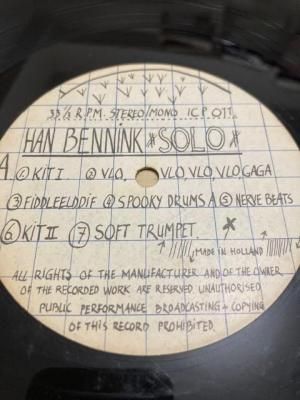 33⅓ R.P.M. STEREO/MONO I.C.P. 011
HAN BENNINK *SOLO*
A ① KIT I ② VLO, VLO, VLO, VLO, GAGA
③ FIDDLEELDDIF ④ SPOOKY DRUMS A ⑤ NERVE BEATS
⑥ KIT II ⑦ SOFT TRUMPET
MADE IN HOLLAND
ALL RIGHTS OF THE MANUFACTURER AND OF THE OWNER
OF THE RECORDED WORK ARE RESERVED UNAUTHORISED
PUBLIC PERFORMANCE BROADCASTING + COPYING
OF THIS RECORD PROHIBITED.